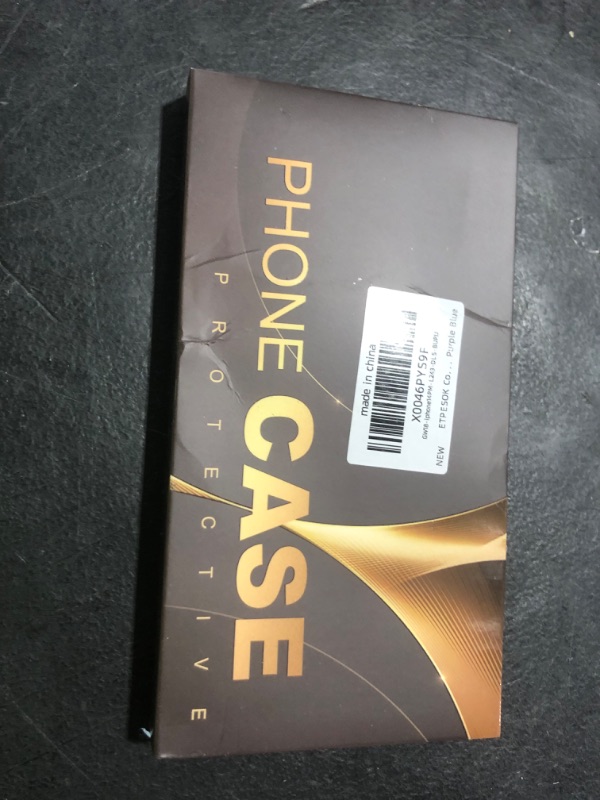 PHONE CASE
PROTECTIVE
made in china
X0046PYS9F
NEW ETPESOK Co...Purple Blue